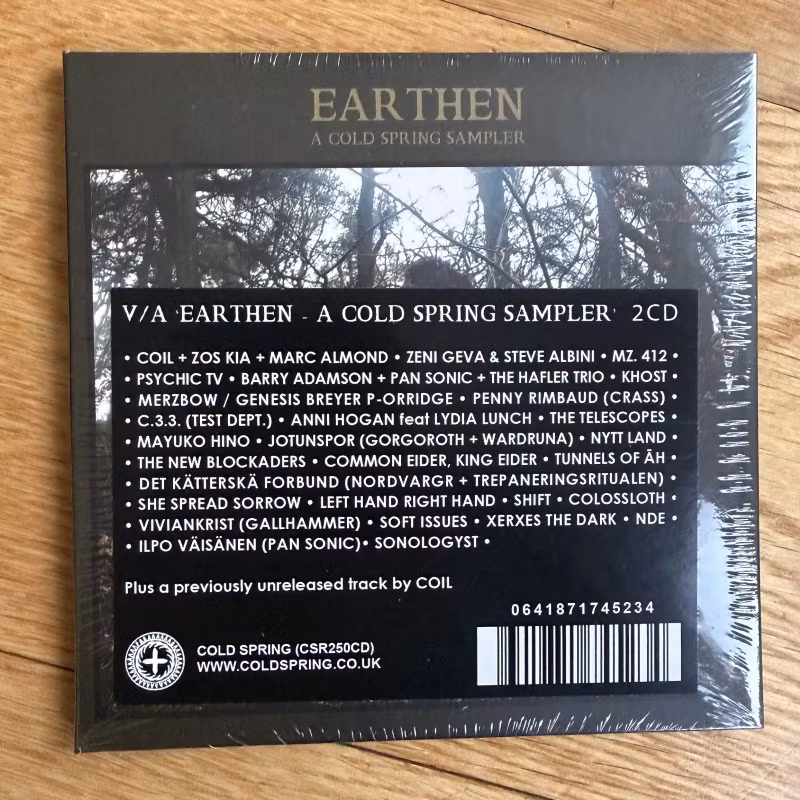 EARTHEN
A COLD SPRING SAMPLER
V/A 'EARTHEN - A COLD SPRING SAMPLER' 2CD
• COIL + ZOS KIA + MARC ALMOND • ZENI GEVA & STEVE ALBINI • MZ. 412 •
• PSYCHIC TV • BARRY ADAMSON + PAN SONIC + THE HAFLER TRIO • KHOST •
• MERZBOW / GENESIS BREYER P-ORRIDGE • PENNY RIMBAUD (CRASS) •
• C.3.3. (TEST DEPT.) • ANNI HOGAN feat LYDIA LUNCH • THE TELESCOPES •
• MAYUKO HINO • JOTUNSPOR (GORGOROTH + WARDRUNA) • NYTT LAND •
• THE NEW BLOCKADERS • COMMON EIDER, KING EIDER • TUNNELS OF ĀH •
• DET KÄTTERSKÅ FORBUND (NORDVARGR + TREPANERINGSRITUALEN) •
• SHE SPREAD SORROW • LEFT HAND RIGHT HAND • SHIFT • COLOSSLOTH •
• VIVIANKRIST (GALLHAMMER) • SOFT ISSUES • XERXES THE DARK • NDE •
• ILPO VÄISÄNEN (PAN SONIC)• SONOLOGYST •
Plus a previously unreleased track by COIL
0641871745234
COLD SPRING (CSR250CD)
WWW.COLDSPRING.CO.UK